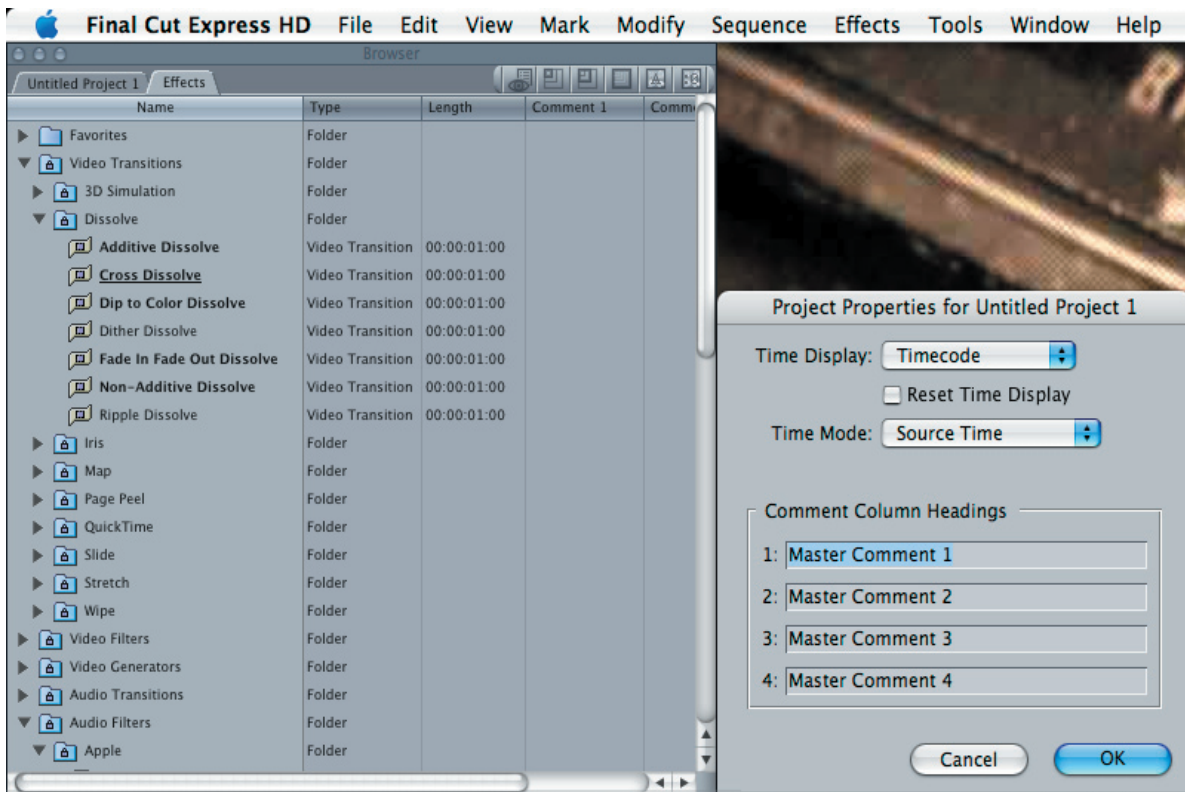 Final Cut Express HD File Edit View Mark Modify Sequence Effects Tools Window Help
Browser
Untitled Project 1 Effects
Name Type Length Comment 1 Comm
Favorites Folder
Video Transitions Folder
3D Simulation Folder
Dissolve Folder
Additive Dissolve Video Transition 00:00:01:00
Cross Dissolve Video Transition 00:00:01:00
Dip to Color Dissolve Video Transition 00:00:01:00
Dither Dissolve Video Transition 00:00:01:00
Fade In Fade Out Dissolve Video Transition 00:00:01:00
Non-Additive Dissolve Video Transition 00:00:01:00
Ripple Dissolve Video Transition 00:00:01:00
Iris Folder
Map Folder
Page Peel Folder
QuickTime Folder
Slide Folder
Stretch Folder
Wipe Folder
Video Filters Folder
Video Generators Folder
Audio Transitions Folder
Audio Filters Folder
Apple Folder
Project Properties for Untitled Project 1
Time Display: Timecode
Reset Time Display
Time Mode: Source Time
Comment Column Headings
1: Master Comment 1
2: Master Comment 2
3: Master Comment 3
4: Master Comment 4
Cancel OK